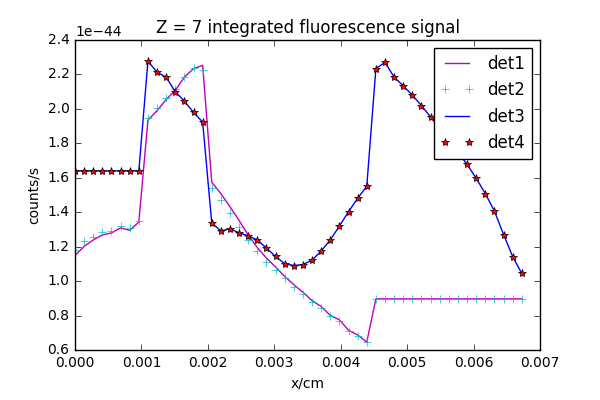 Z = 7 integrated fluorescence signal
1e−44
2.4
2.2
2.0
1.8
1.6
1.4
1.2
1.0
0.8
0.6
counts/s
det1
det2
det3
det4
0.000 0.001 0.002 0.003 0.004 0.005 0.006 0.007
x/cm